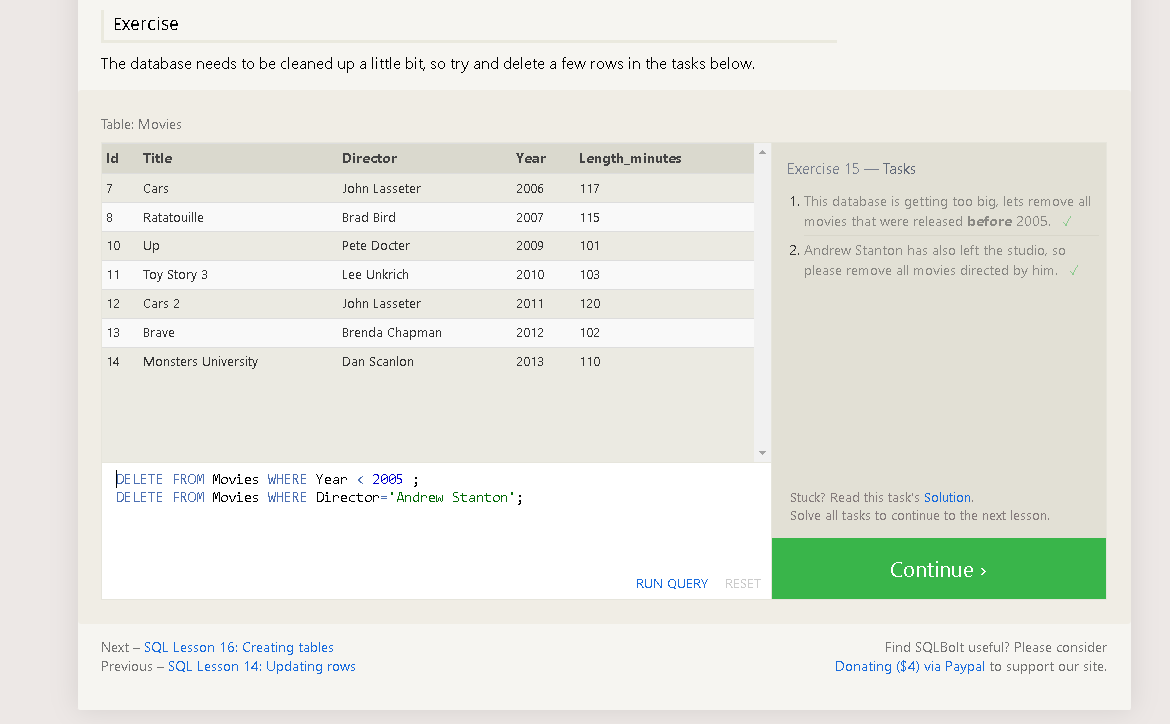 Exercise
The database needs to be cleaned up a little bit, so try and delete a few rows in the tasks below.
Table: Movies
Id Title Director Year Length_minutes
7 Cars John Lasseter 2006 117
8 Ratatouille Brad Bird 2007 115
10 Up Pete Docter 2009 101
11 Toy Story 3 Lee Unkrich 2010 103
12 Cars 2 John Lasseter 2011 120
13 Brave Brenda Chapman 2012 102
14 Monsters University Dan Scanlon 2013 110
DELETE FROM Movies WHERE Year < 2005 ;
DELETE FROM Movies WHERE Director='Andrew Stanton';
RUN QUERY RESET
Exercise 15 — Tasks
1. This database is getting too big, lets remove all
movies that were released before 2005. ✓
2. Andrew Stanton has also left the studio, so
please remove all movies directed by him. ✓
Stuck? Read this task's Solution.
Solve all tasks to continue to the next lesson.
Continue ›
Next – SQL Lesson 16: Creating tables
Previous – SQL Lesson 14: Updating rows
Find SQLBolt useful? Please consider
Donating ($4) via Paypal to support our site.